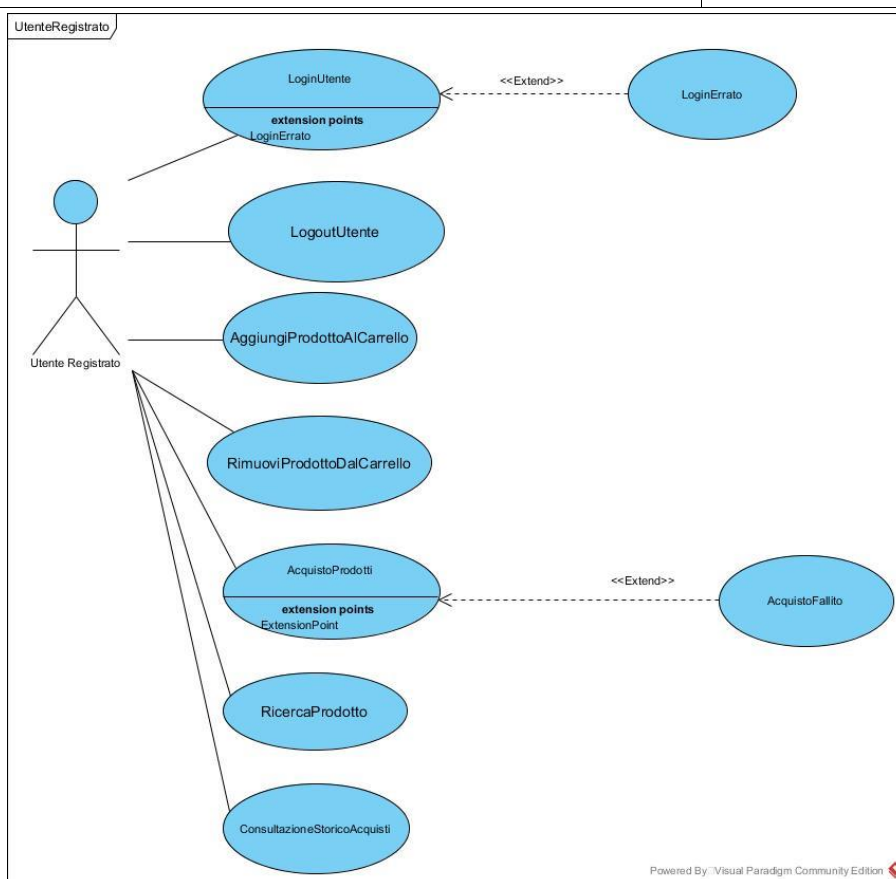 UtenteRegistrato
LoginUtente
extension points
LoginErrato
<<Extend>>
LoginErrato
LogoutUtente
AggiungiProdottoAlCarrello
Utente Registrato
RimuoviProdottoDalCarrello
AcquistoProdotti
extension points
ExtensionPoint
<<Extend>>
AcquistoFallito
RicercaProdotto
ConsultazioneStoricoAcquisti
Powered By Visual Paradigm Community Edition